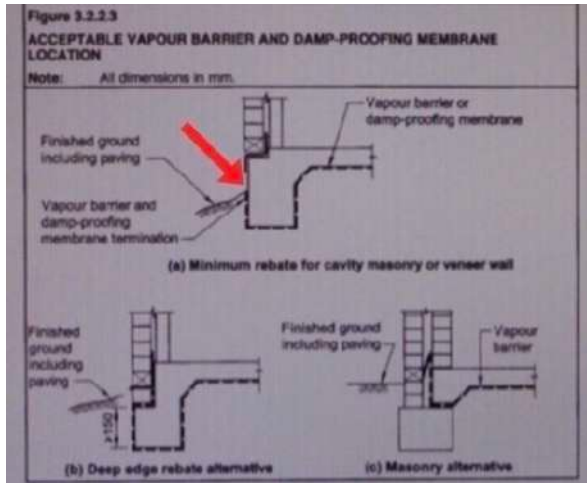 Figure 3.2.2.3
ACCEPTABLE VAPOUR BARRIER AND DAMP-PROOFING MEMBRANE
LOCATION
Note: All dimensions in mm.
Vapour barrier or
damp-proofing membrane
Finished ground
including paving
Vapour barrier and
damp-proofing
membrane termination
(a) Minimum rebate for cavity masonry or veneer wall
Finished
ground
including
paving
≥150
(b) Deep edge rebate alternative
Finished ground
including paving
Vapour
barrier
(c) Masonry alternative